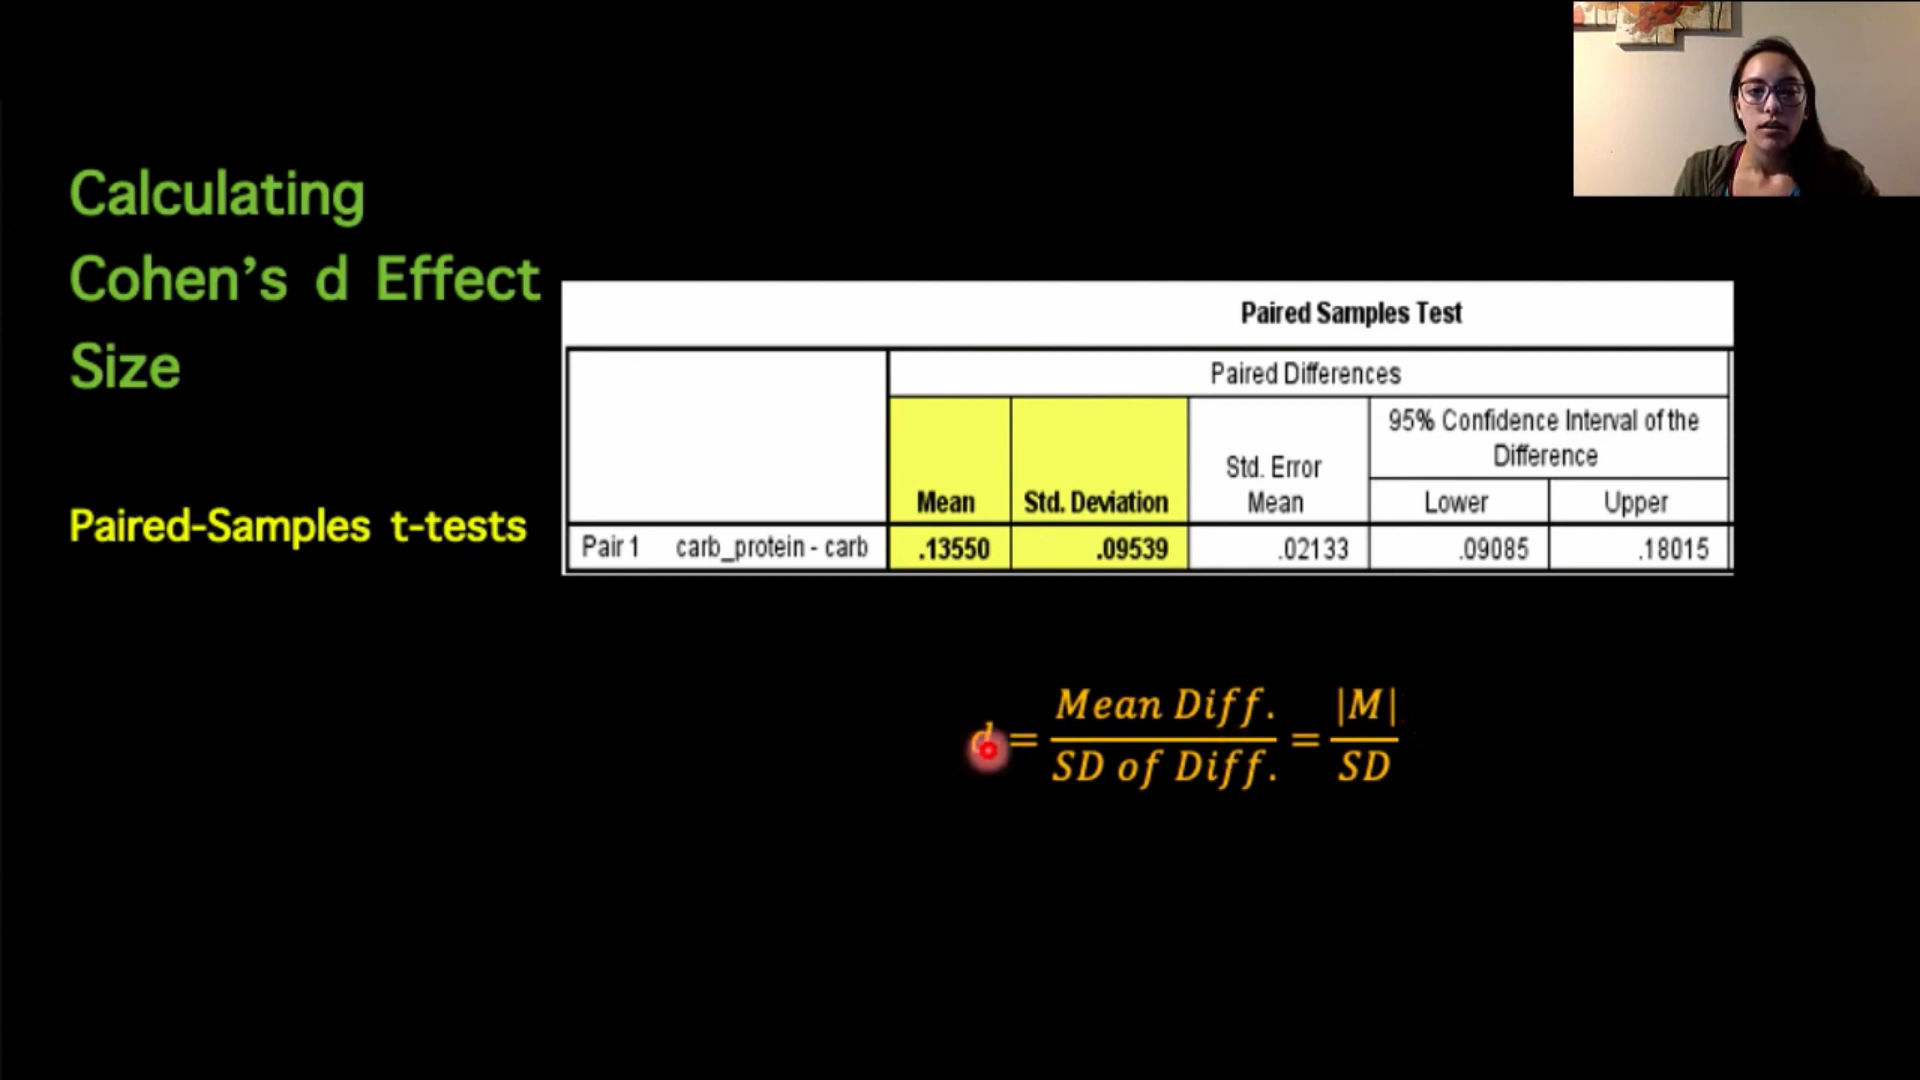 Calculating
Cohen's d Effect
Size
Paired-Samples t-tests
Paired Samples Test
Paired Differences
95% Confidence Interval of the
Difference
Mean Std. Deviation Std. Error
Mean Lower Upper
Pair 1 carb_protein - carb .13550 .09539 .02133 .09085 .18015
d = Mean Diff. / SD of Diff. = |M| / SD